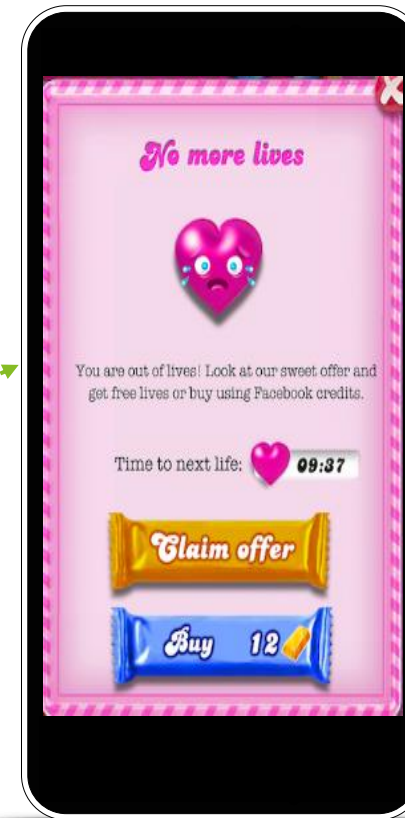 No more lives
You are out of lives! Look at our sweet offer and
get free lives or buy using Facebook credits.
Time to next life: 09:37
Claim offer
Buy 12